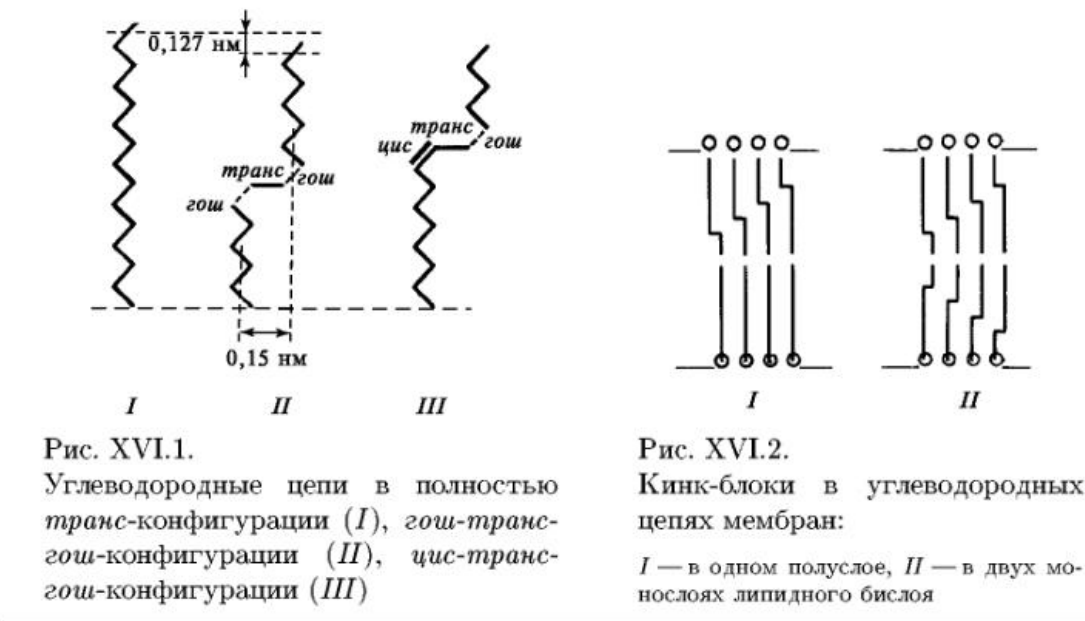 0,127 нм
транс
гош
гош
0,15 нм
цис
транс
гош
I
II
III
Рис. XVI.1.
Углеводородные цепи в полностью
транс-конфигурации (I), гош-транс-
гош-конфигурации (II), цис-транс-
гош-конфигурации (III)
I
II
Рис. XVI.2.
Кинк-блоки в углеводородных
цепях мембран:
I — в одном полуслое, II — в двух мо-
нослоях липидного бислоя